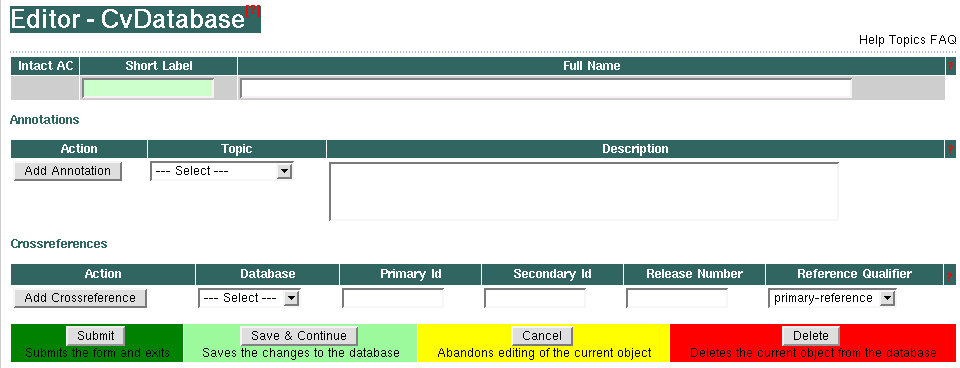 Editor - CvDatabase[?]
Help Topics FAQ
Intact AC Short Label Full Name ?
Annotations
Action Topic Description ?
Add Annotation --- Select ---
Crossreferences
Action Database Primary Id Secondary Id Release Number Reference Qualifier ?
Add Crossreference --- Select --- primary-reference
Submit Save & Continue Cancel Delete
Submits the form and exits Saves the changes to the database Abandons editing of the current object Deletes the current object from the database